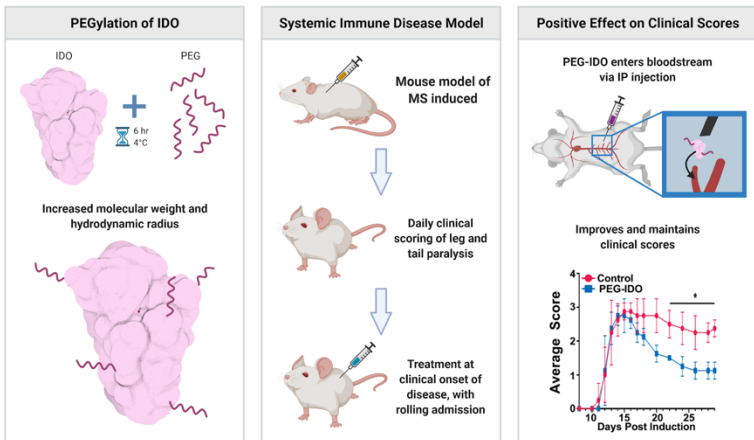 PEGylation of IDO
IDO
PEG
6 hr
4°C
Increased molecular weight and
hydrodynamic radius
Systemic Immune Disease Model
Mouse model of
MS induced
Daily clinical
scoring of leg and
tail paralysis
Treatment at
clinical onset of
disease, with
rolling admission
Positive Effect on Clinical Scores
PEG-IDO enters bloodstream
via IP injection
Improves and maintains
clinical scores
Control
PEG-IDO
*
Average Score
4
3
2
1
0
10 15 20 25
Days Post Induction